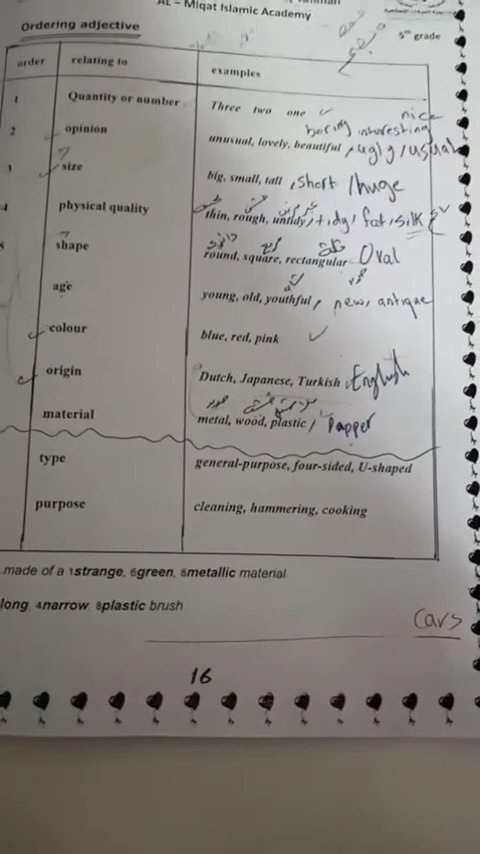 AL – Miqat Islamic Academy
5th grade
Ordering adjective
order relating to examples
1 Quantity or number Three two one
nice
boring interesting
2 opinion unusual, lovely, beautiful, ugly / usual
size big, small, tall, short / huge
4 physical quality thin, rough, untidy / tidy / fat, silk
shape round, square, rectangular Oval
age young, old, youthful, new, antique
colour blue, red, pink
origin Dutch, Japanese, Turkish, English
material metal, wood, plastic / Papper
type general-purpose, four-sided, U-shaped
purpose cleaning, hammering, cooking
made of a 1strange, 6green, 8metallic material
long, 4narrow 8plastic brush
Cars
16